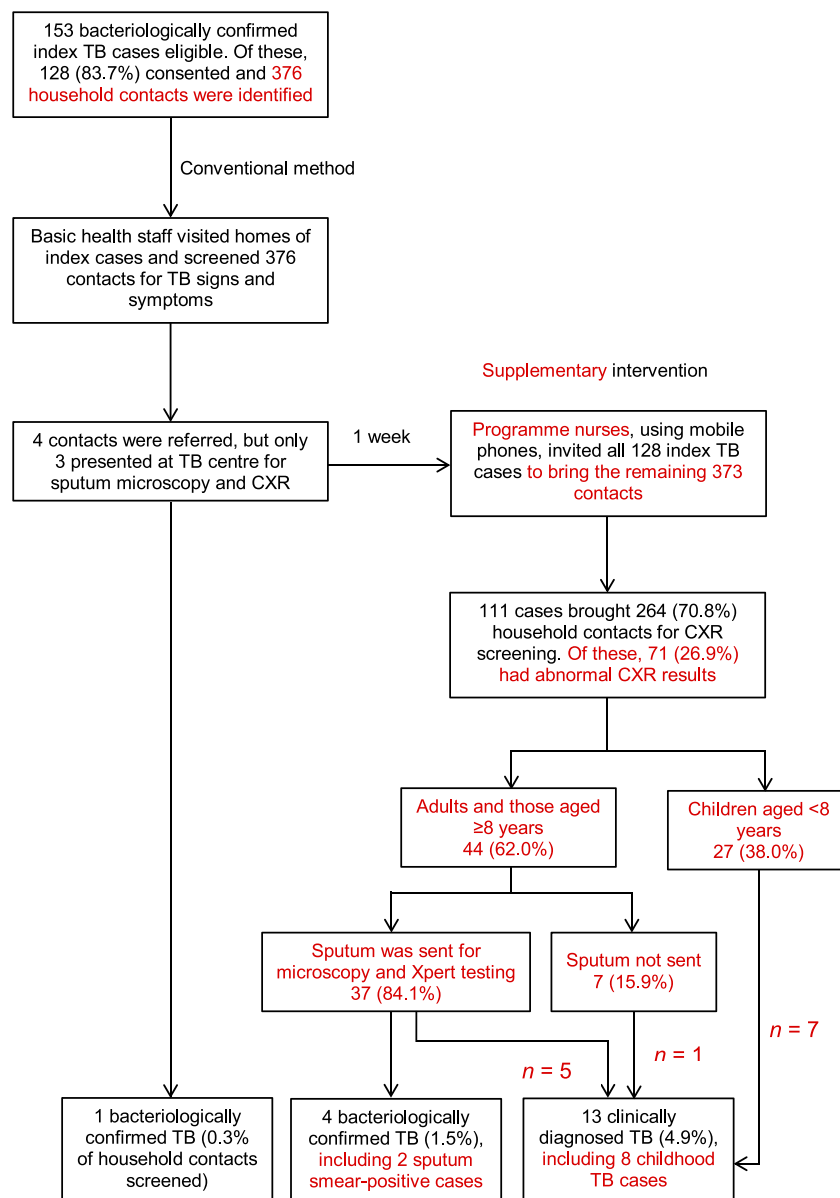 153 bacteriologically confirmed
index TB cases eligible. Of these,
128 (83.7%) consented and 376
household contacts were identified
Conventional method
Basic health staff visited homes of
index cases and screened 376
contacts for TB signs and
symptoms
Supplementary intervention
4 contacts were referred, but only
3 presented at TB centre for
sputum microscopy and CXR
1 week
Programme nurses, using mobile
phones, invited all 128 index TB
cases to bring the remaining 373
contacts
111 cases brought 264 (70.8%)
household contacts for CXR
screening. Of these, 71 (26.9%)
had abnormal CXR results
Adults and those aged
≥8 years
44 (62.0%)
Children aged <8
years
27 (38.0%)
Sputum was sent for
microscopy and Xpert testing
37 (84.1%)
Sputum not sent
7 (15.9%)
n = 5
n = 1
n = 7
1 bacteriologically
confirmed TB (0.3%
of household contacts
screened)
4 bacteriologically
confirmed TB (1.5%),
including 2 sputum
smear-positive cases
13 clinically
diagnosed TB (4.9%),
including 8 childhood
TB cases